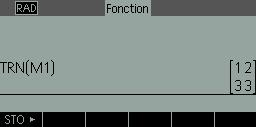 RAD Fonction
TRN(M1)
[1 2
3 3]
STO ►